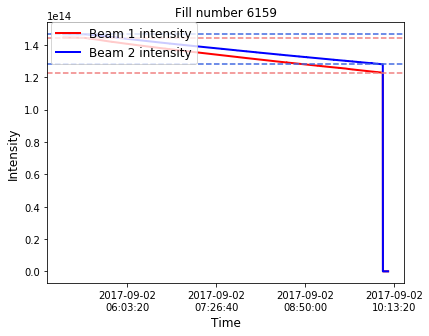 Fill number 6159
1e14
Beam 1 intensity
Beam 2 intensity
1.4
1.2
1.0
0.8
0.6
0.4
0.2
0.0
Intensity
2017-09-02
06:03:20
2017-09-02
07:26:40
2017-09-02
08:50:00
2017-09-02
10:13:20
Time